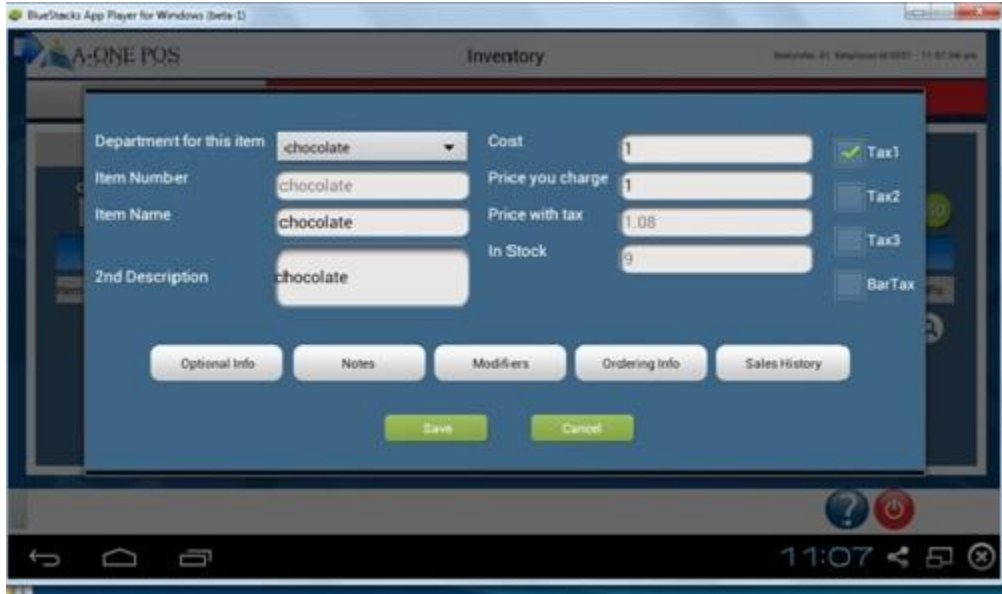 BlueStacks App Player for Windows (beta-1)
A-ONE POS
Inventory
Department for this item
chocolate
Cost
1
Tax1
Item Number
chocolate
Price you charge
1
Tax2
Item Name
chocolate
Price with tax
1.08
Tax3
In Stock
9
2nd Description
chocolate
BarTax
Optional Info
Notes
Modifiers
Ordering Info
Sales History
Save
Cancel
?
11:07